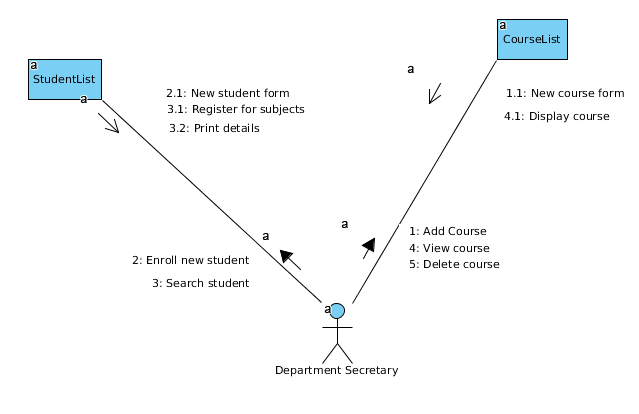 a
CourseList
a
StudentList
a
a
2.1: New student form
3.1: Register for subjects
3.2: Print details
1.1: New course form
4.1: Display course
a
a
1: Add Course
4: View course
5: Delete course
2: Enroll new student
3: Search student
a
Department Secretary